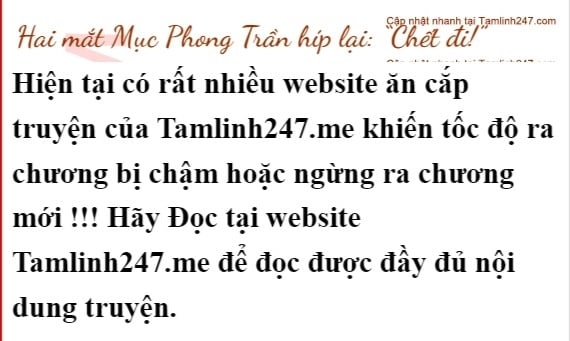 Cập nhật nhanh tại Tamlinh247.com
Hai mắt Mục Phong Trần híp lại: "Chết đi!"
Hiện tại có rất nhiều website ăn cắp
truyện của Tamlinh247.me khiến tốc độ ra
chương bị chậm hoặc ngừng ra chương
mới !!! Hãy Đọc tại website
Tamlinh247.me để đọc được đầy đủ nội
dung truyện.